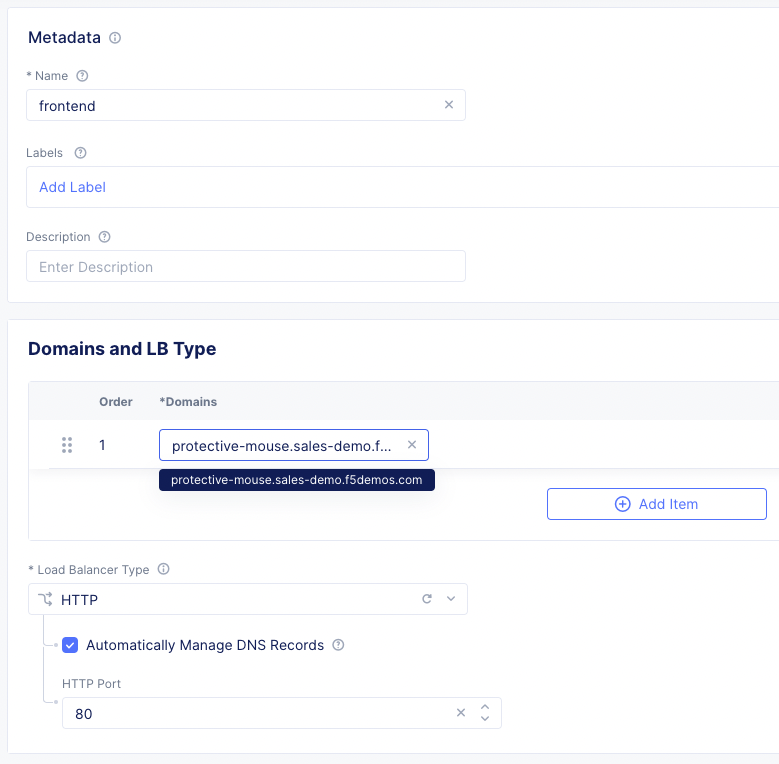 Metadata
* Name
frontend
Labels
Add Label
Description
Enter Description
Domains and LB Type
Order *Domains
1 protective-mouse.sales-demo.f...
protective-mouse.sales-demo.f5demos.com
Add Item
* Load Balancer Type
HTTP
Automatically Manage DNS Records
HTTP Port
80